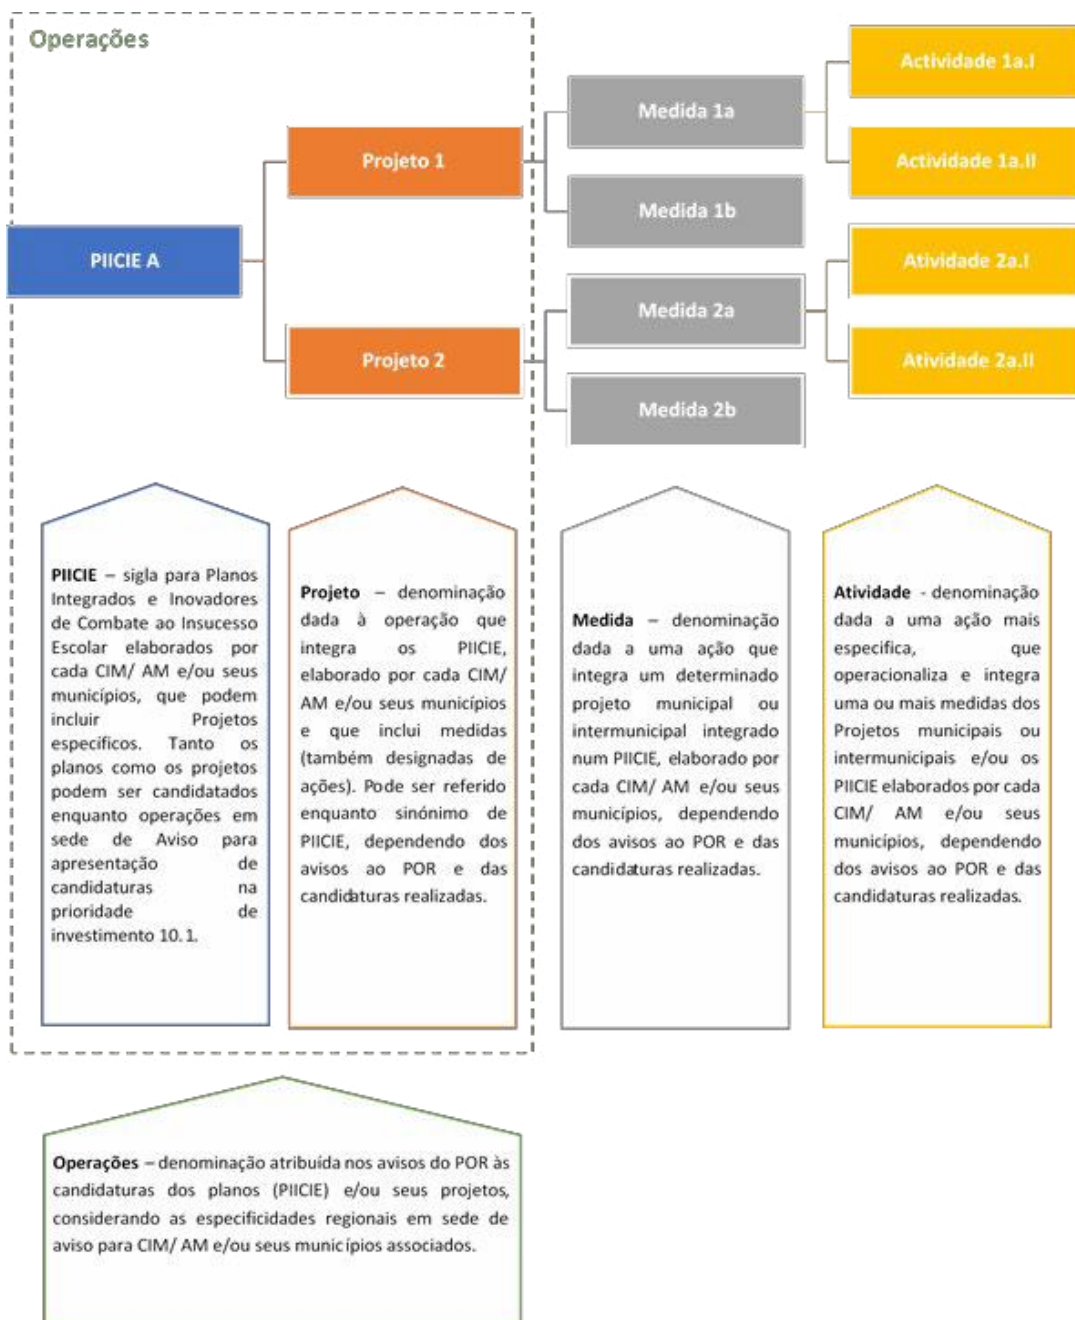 Operações
Actividade 1a.I
Medida 1a
Projeto 1
Actividade 1a.II
Medida 1b
PIICIE A
Atividade 2a.I
Medida 2a
Projeto 2
Atividade 2a.II
Medida 2b
PIICIE – sigla para Planos
Integrados e Inovadores
de Combate ao Insucesso
Escolar elaborados por
cada CIM/ AM e/ou seus
municípios, que podem
incluir Projetos
específicos. Tanto os
planos como os projetos
podem ser candidatados
enquanto operações em
sede de Aviso para
apresentação de
candidaturas na
prioridade de
investimento 10.1.
Projeto – denominação
dada à operação que
integra os PIICIE,
elaborado por cada CIM/
AM e/ou seus municípios
e que inclui medidas
(também designadas de
ações). Pode ser referido
enquanto sinónimo de
PIICIE, dependendo dos
avisos ao POR e das
candidaturas realizadas.
Medida – denominação
dada a uma ação que
integra um determinado
projeto municipal ou
intermunicipal integrado
num PIICIE, elaborado por
cada CIM/ AM e/ou seus
municípios, dependendo
dos avisos ao POR e das
candidaturas realizadas.
Atividade - denominação
dada a uma ação mais
especifica, que
operacionaliza e integra
uma ou mais medidas dos
Projetos municipais ou
intermunicipais e/ou os
PIICIE elaborados por cada
CIM/ AM e/ou seus
municípios, dependendo
dos avisos ao POR e das
candidaturas realizadas.
Operações – denominação atribuída nos avisos do POR às
candidaturas dos planos (PIICIE) e/ou seus projetos,
considerando as especificidades regionais em sede de
aviso para CIM/ AM e/ou seus municípios associados.